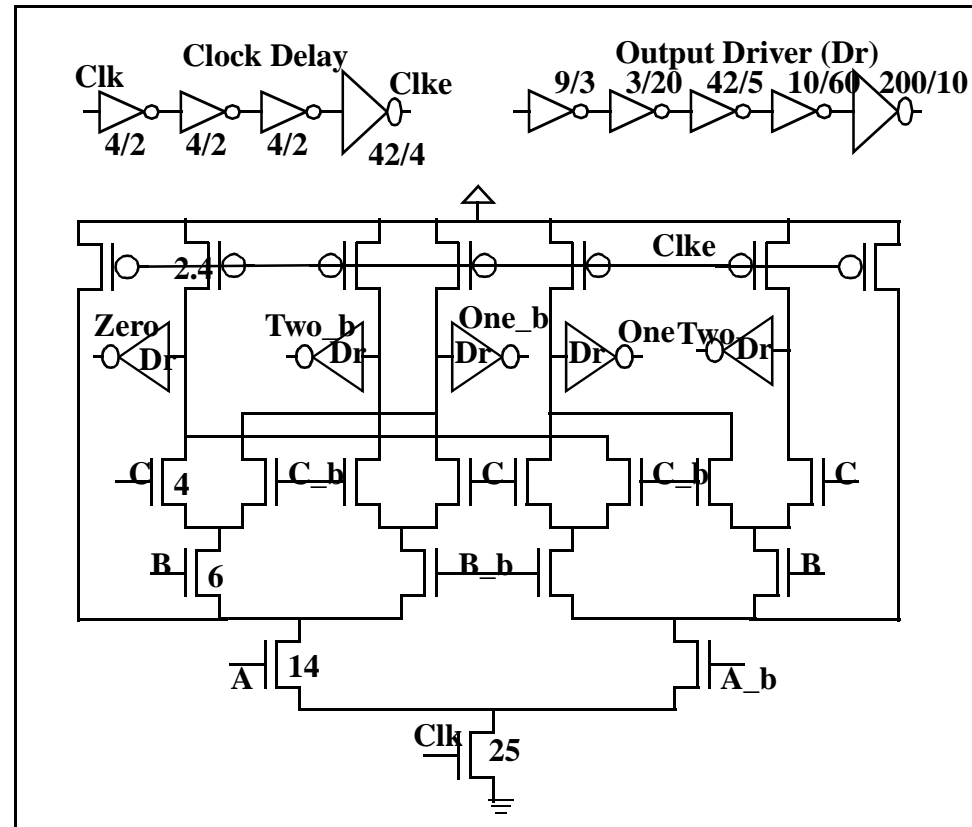 Clock Delay
Output Driver (Dr)
Clk
Clke
9/3 3/20 42/5 10/60 200/10
4/2 4/2 4/2 42/4
Clke
2.4
Zero Two_b One_b One Two
Dr Dr Dr Dr Dr
C 4 C_b C C_b C
B 6 B_b B
A 14 A_b
Clk 25